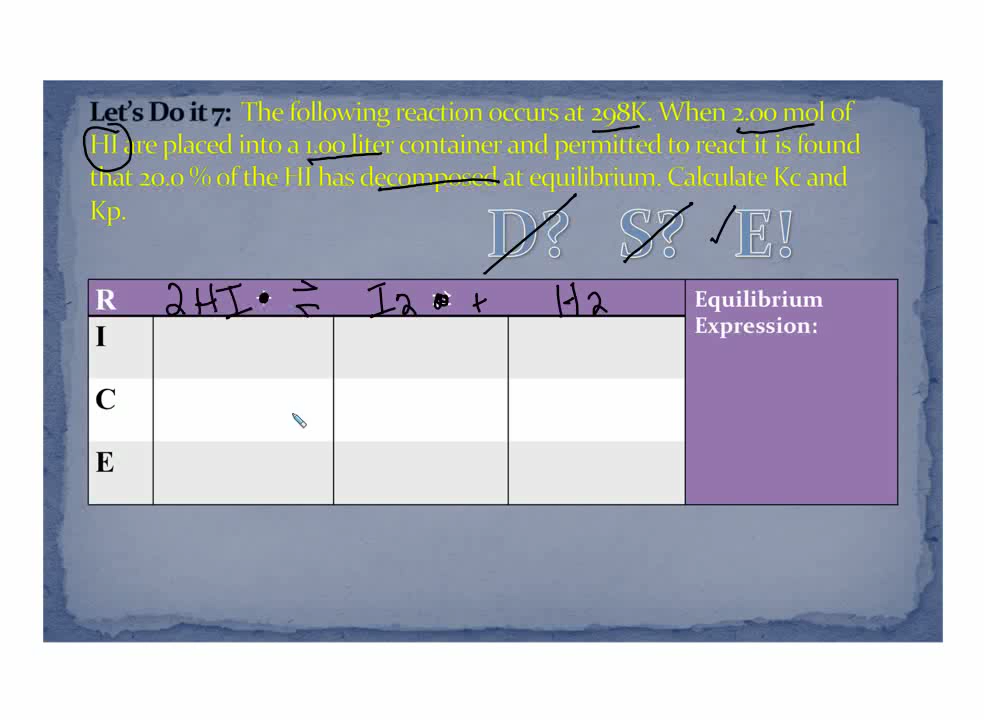 Let's Do it 7: The following reaction occurs at 298K. When 2.00 mol of
HI are placed into a 1.00 liter container and permitted to react it is found
that 20.0 % of the HI has decomposed at equilibrium. Calculate Kc and
Kp.
D? S? E!
R 2HI ⇌ I2 + H2 Equilibrium
Expression:
I
C
E